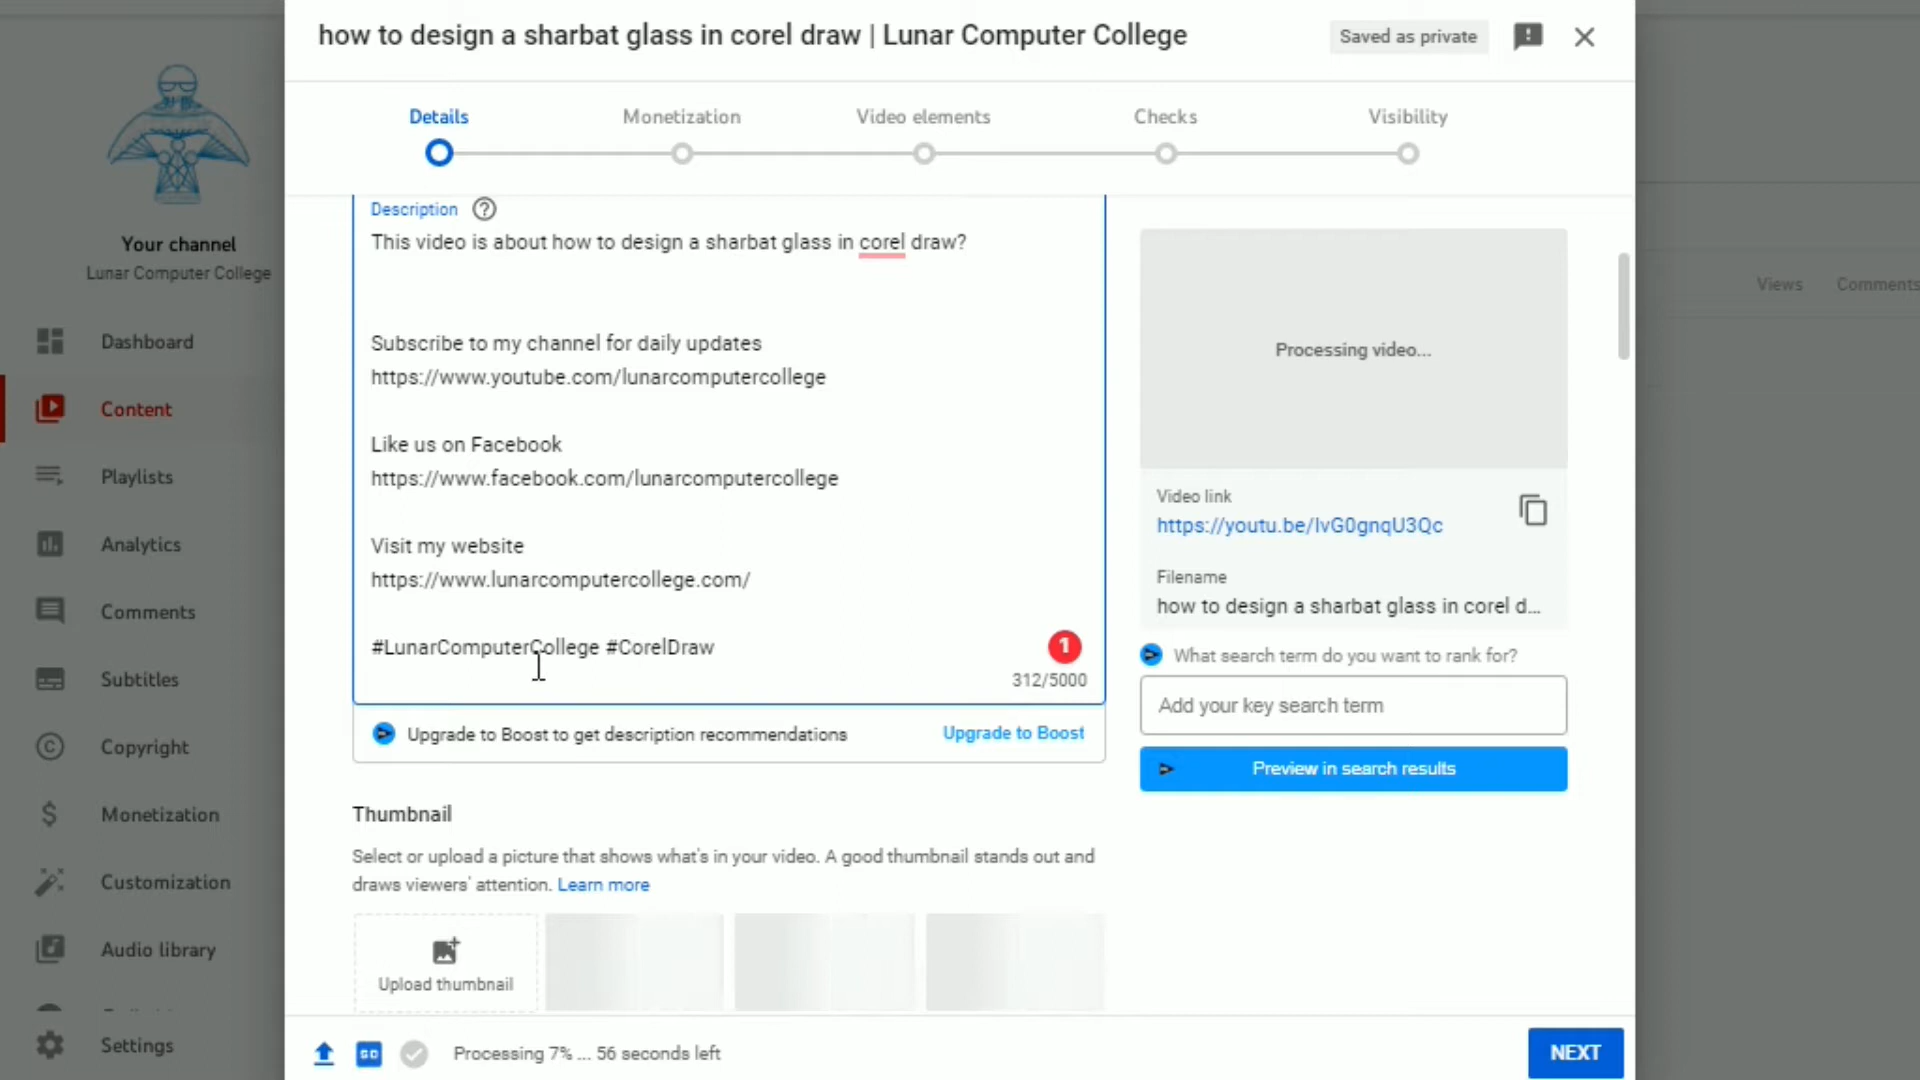 how to design a sharbat glass in corel draw | Lunar Computer College
Saved as private
Details
Monetization
Video elements
Checks
Visibility
Your channel
Lunar Computer College
Dashboard
Content
Playlists
Analytics
Comments
Subtitles
Copyright
Monetization
Customization
Audio library
Settings
Description
This video is about how to design a sharbat glass in corel draw?
Subscribe to my channel for daily updates
https://www.youtube.com/lunarcomputercollege
Like us on Facebook
https://www.facebook.com/lunarcomputercollege
Visit my website
https://www.lunarcomputercollege.com/
#LunarComputerCollege #CorelDraw
1
312/5000
Upgrade to Boost to get description recommendations
Upgrade to Boost
Thumbnail
Select or upload a picture that shows what's in your video. A good thumbnail stands out and
draws viewers' attention. Learn more
Upload thumbnail
Processing video...
Video link
https://youtu.be/lvG0gnqU3Qc
Filename
how to design a sharbat glass in corel d...
What search term do you want to rank for?
Add your key search term
Preview in search results
Views
Comments
SD
Processing 7% ... 56 seconds left
NEXT